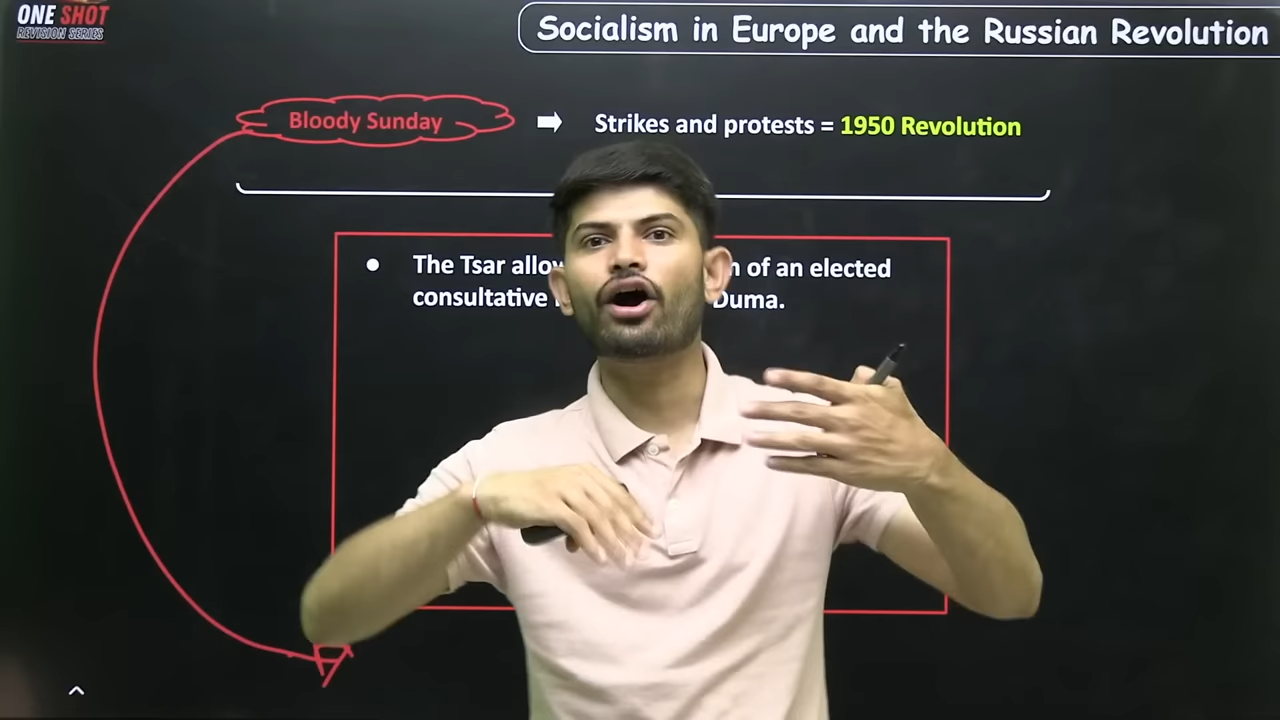 ONE SHOT
REVISION SERIES
Socialism in Europe and the Russian Revolution
Bloody Sunday
Strikes and protests = 1950 Revolution
The Tsar of an elected
consultative Duma.